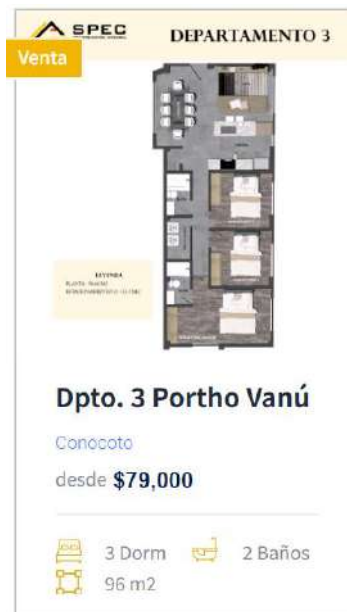 SPEC
DEPARTAMENTO 3
Venta
Dpto. 3 Portho Vanú
Conocoto
desde $79,000
3 Dorm 2 Baños
96 m2